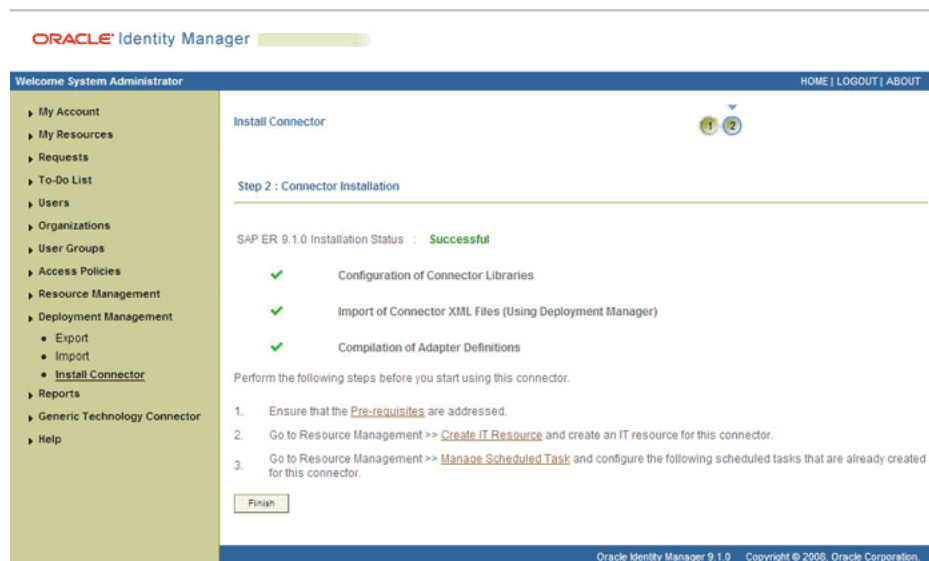 ORACLE Identity Manager
Welcome System Administrator
HOME | LOGOUT | ABOUT
My Account
My Resources
Requests
To-Do List
Users
Organizations
User Groups
Access Policies
Resource Management
Deployment Management
Export
Import
Install Connector
Reports
Generic Technology Connector
Help
Install Connector
1 2
Step 2 : Connector Installation
SAP ER 9.1.0 Installation Status : Successful
Configuration of Connector Libraries
Import of Connector XML Files (Using Deployment Manager)
Compilation of Adapter Definitions
Perform the following steps before you start using this connector.
1. Ensure that the Pre-requisites are addressed.
2. Go to Resource Management >> Create IT Resource and create an IT resource for this connector.
3. Go to Resource Management >> Manage Scheduled Task and configure the following scheduled tasks that are already created
for this connector.
Finish
Oracle Identity Manager 9.1.0 Copyright © 2008, Oracle Corporation.